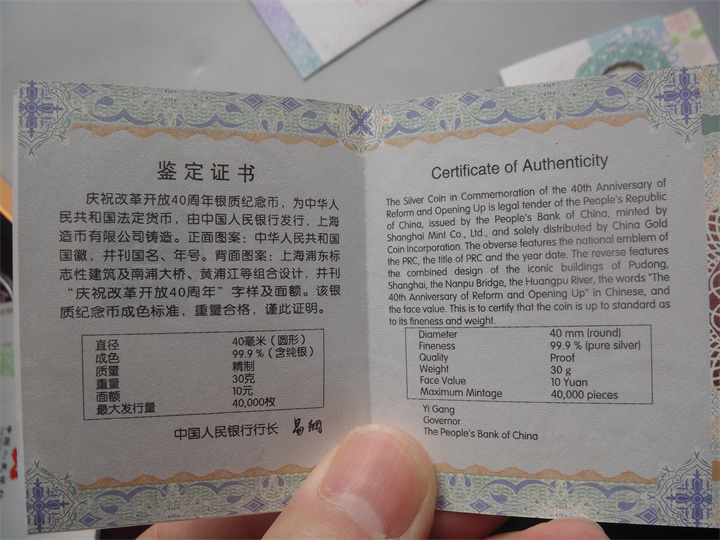 鉴定证书
庆祝改革开放40周年银质纪念币，为中华人
民共和国法定货币，由中国人民银行发行，上海
造币有限公司铸造。正面图案：中华人民共和国
国徽，并刊国名、年号。背面图案：上海浦东标
志性建筑及南浦大桥、黄浦江等组合设计，并刊
“庆祝改革开放40周年”字样及面额。该银
质纪念币成色标准，重量合格，谨此证明。
直径 40毫米（圆形）
成色 99.9％（含纯银）
质量 精制
重量 30克
面额 10元
最大发行量 40,000枚
中国人民银行行长 易纲
Certificate of Authenticity
The Silver Coin in Commemoration of the 40th Anniversary of
Reform and Opening Up is legal tender of the People's Republic
of China, issued by the People's Bank of China, minted by
Shanghai Mint Co., Ltd., and solely distributed by China Gold
Coin Incorporation. The obverse features the national emblem of
the PRC, the title of PRC and the year date. The reverse features
the combined design of the iconic buildings of Pudong,
Shanghai, the Nanpu Bridge, the Huangpu River, the words "The
40th Anniversary of Reform and Opening Up" in Chinese, and
the face value. This is to certify that the coin is up to standard as
to its fineness and weight.
Diameter 40 mm (round)
Fineness 99.9 % (pure silver)
Quality Proof
Weight 30 g
Face Value 10 Yuan
Maximum Mintage 40,000 pieces
Yi Gang
Governor
The People's Bank of China